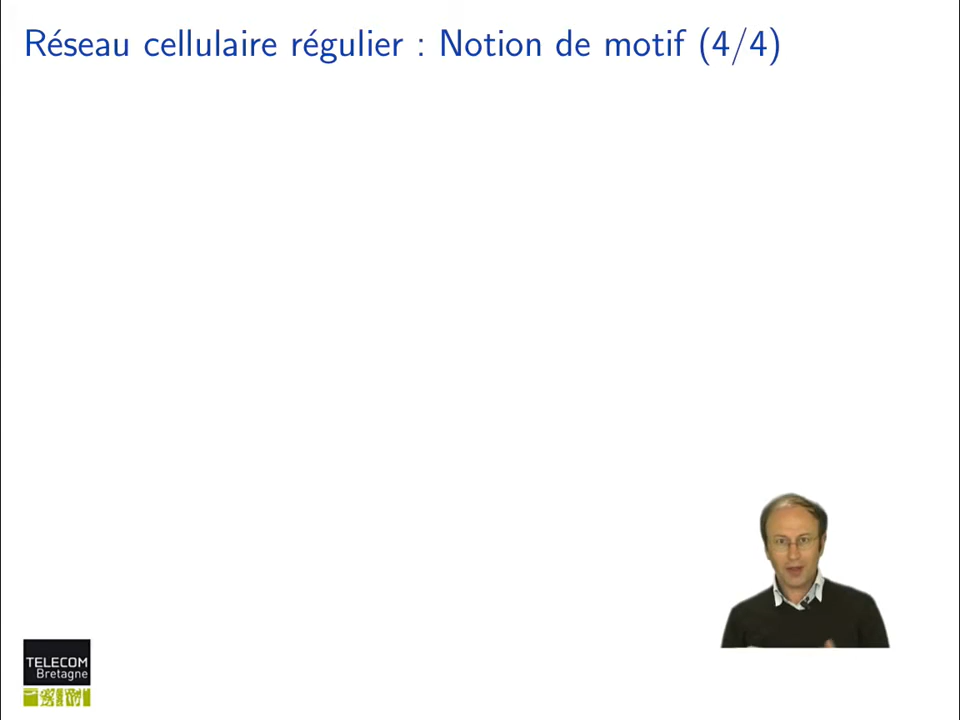 Réseau cellulaire régulier : Notion de motif (4/4)
TELECOM
Bretagne